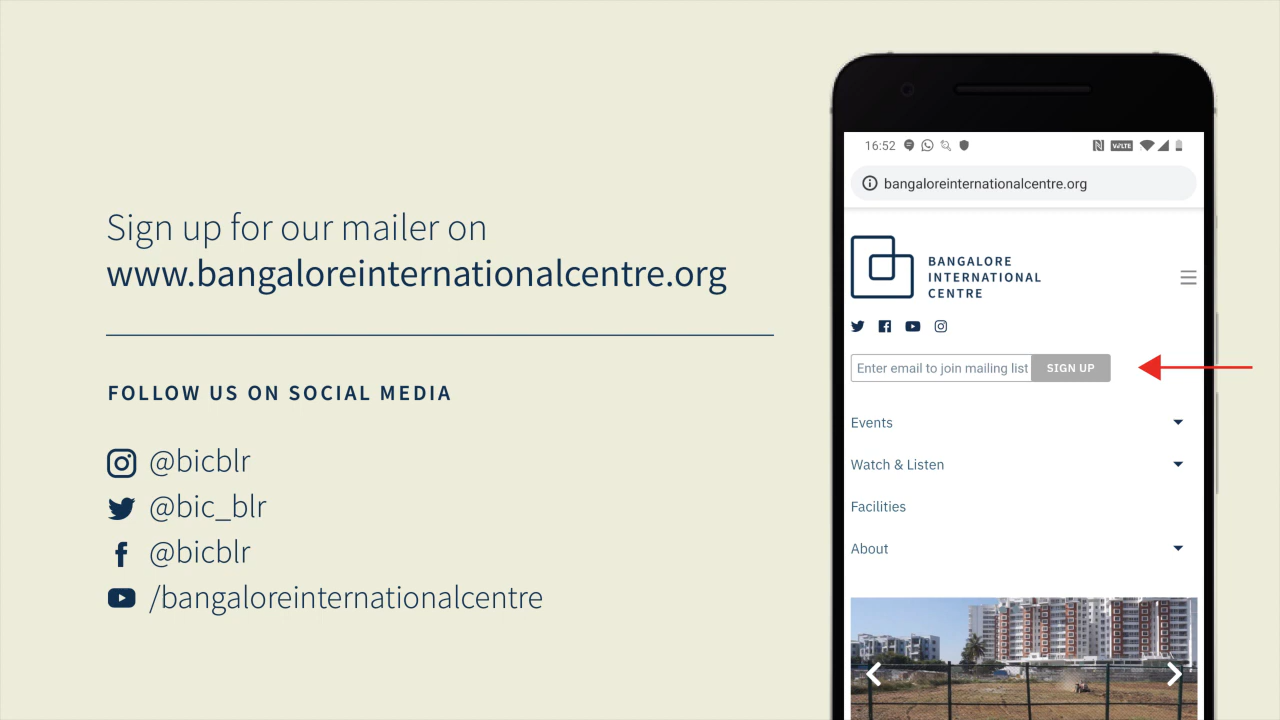 Sign up for our mailer on
www.bangaloreinternationalcentre.org
FOLLOW US ON SOCIAL MEDIA
@bicblr
@bic_blr
@bicblr
/bangaloreinternationalcentre
16:52
VoLTE
bangaloreinternationalcentre.org
BANGALORE
INTERNATIONAL
CENTRE
Enter email to join mailing list SIGN UP
Events
Watch & Listen
Facilities
About